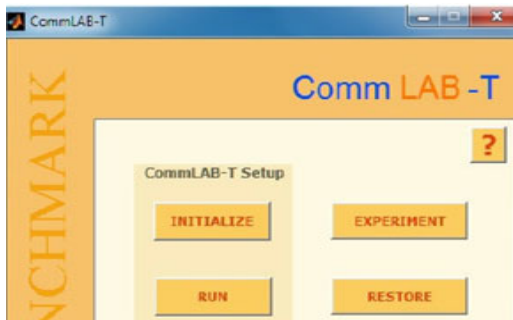 CommLAB-T
Comm LAB -T
NCHMARK
?
CommLAB-T Setup
INITIALIZE
EXPERIMENT
RUN
RESTORE